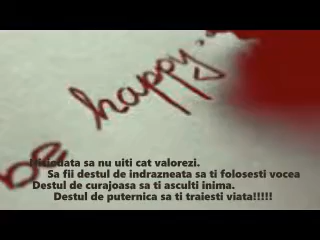 be happy..
Niciodata sa nu uiti cat valorezi.
Sa fii destul de indrazneata sa ti folosesti vocea
Destul de curajoasa sa ti asculti inima.
Destul de puternica sa ti traiesti viata!!!!!